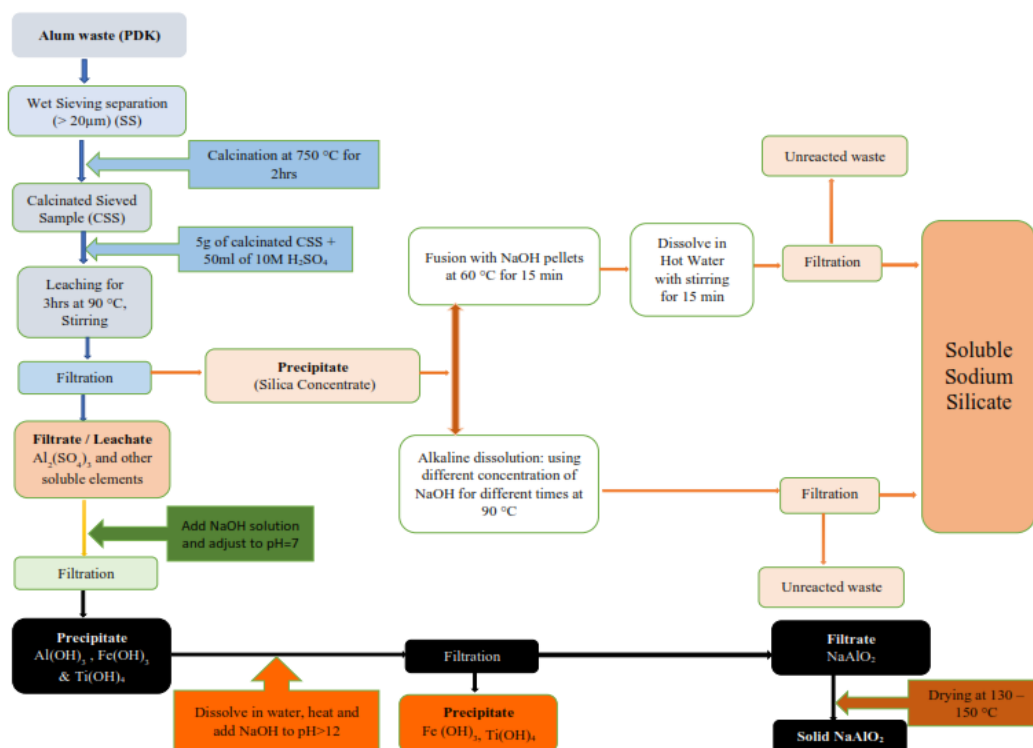 Alum waste (PDK)
Wet Sieving separation
(> 20µm) (SS)
Calcination at 750 °C for
2hrs
Calcinated Sieved
Sample (CSS)
5g of calcinated CSS +
50ml of 10M H₂SO₄
Leaching for
3hrs at 90 °C,
Stirring
Filtration
Precipitate
(Silica Concentrate)
Fusion with NaOH pellets
at 60 °C for 15 min
Dissolve in
Hot Water
with stirring
for 15 min
Unreacted waste
Filtration
Soluble
Sodium
Silicate
Alkaline dissolution: using
different concentration of
NaOH for different times at
90 °C
Filtration
Unreacted waste
Filtrate / Leachate
Al₂(SO₄)₃ and other
soluble elements
Add NaOH solution
and adjust to pH=7
Filtration
Precipitate
Al(OH)₃ , Fe(OH)₃
& Ti(OH)₄
Dissolve in water, heat and
add NaOH to pH>12
Filtration
Precipitate
Fe (OH)₃, Ti(OH)₄
Filtrate
NaAlO₂
Drying at 130 –
150 °C
Solid NaAlO₂